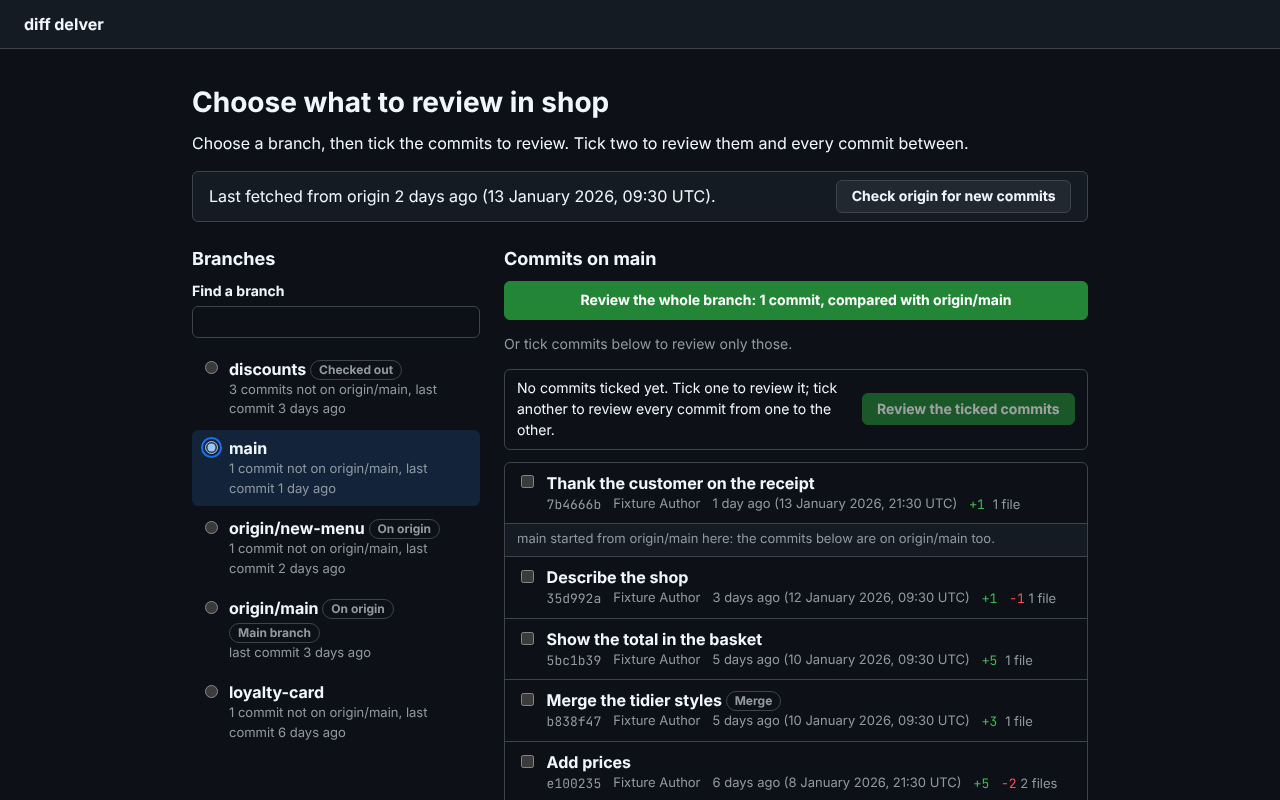 diff delver
Choose what to review in shop
Choose a branch, then tick the commits to review. Tick two to review them and every commit between.
Last fetched from origin 2 days ago (13 January 2026, 09:30 UTC).
Check origin for new commits
Branches
Find a branch
discounts Checked out
3 commits not on origin/main, last
commit 3 days ago
main
1 commit not on origin/main, last
commit 1 day ago
origin/new-menu On origin
1 commit not on origin/main, last
commit 2 days ago
origin/main On origin
Main branch
last commit 3 days ago
loyalty-card
1 commit not on origin/main, last
commit 6 days ago
Commits on main
Review the whole branch: 1 commit, compared with origin/main
Or tick commits below to review only those.
No commits ticked yet. Tick one to review it; tick
another to review every commit from one to the
other.
Review the ticked commits
Thank the customer on the receipt
7b4666b Fixture Author 1 day ago (13 January 2026, 21:30 UTC) +1 1 file
main started from origin/main here: the commits below are on origin/main too.
Describe the shop
35d992a Fixture Author 3 days ago (12 January 2026, 09:30 UTC) +1 -1 1 file
Show the total in the basket
5bc1b39 Fixture Author 5 days ago (10 January 2026, 09:30 UTC) +5 1 file
Merge the tidier styles Merge
b838f47 Fixture Author 5 days ago (10 January 2026, 09:30 UTC) +3 1 file
Add prices
e100235 Fixture Author 6 days ago (8 January 2026, 21:30 UTC) +5 -2 2 files